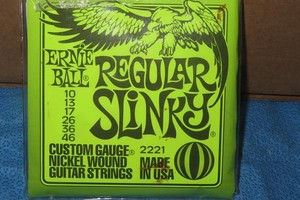 ERNIE
BALL®
REGULAR
SLINKY®
10
13
17
26
36
46
CUSTOM GAUGE®
NICKEL WOUND
GUITAR STRINGS
2221
MADE
IN USA